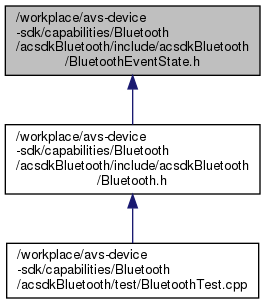 /workplace/avs-device
-sdk/capabilities/Bluetooth
/acsdkBluetooth/include/acsdkBluetooth
/BluetoothEventState.h
/workplace/avs-device
-sdk/capabilities/Bluetooth
/acsdkBluetooth/include/acsdkBluetooth
/Bluetooth.h
/workplace/avs-device
-sdk/capabilities/Bluetooth
/acsdkBluetooth/test/BluetoothTest.cpp